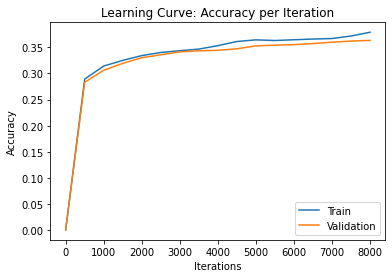 Learning Curve: Accuracy per Iteration
Accuracy
0.35
0.30
0.25
0.20
0.15
0.10
0.05
0.00
Train
Validation
0 1000 2000 3000 4000 5000 6000 7000 8000
Iterations